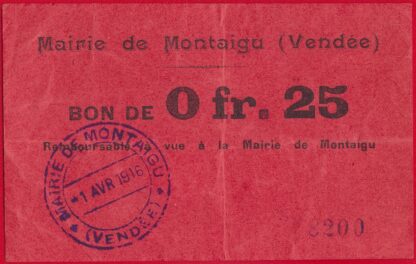 Mairie de Montaigu (Vendée)
BON DE 0 fr. 25
Remboursable à vue à la Mairie de Montaigu
MAIRIE DE MONTAIGU
*1 AVR 1916*
(VENDÉE)
3200